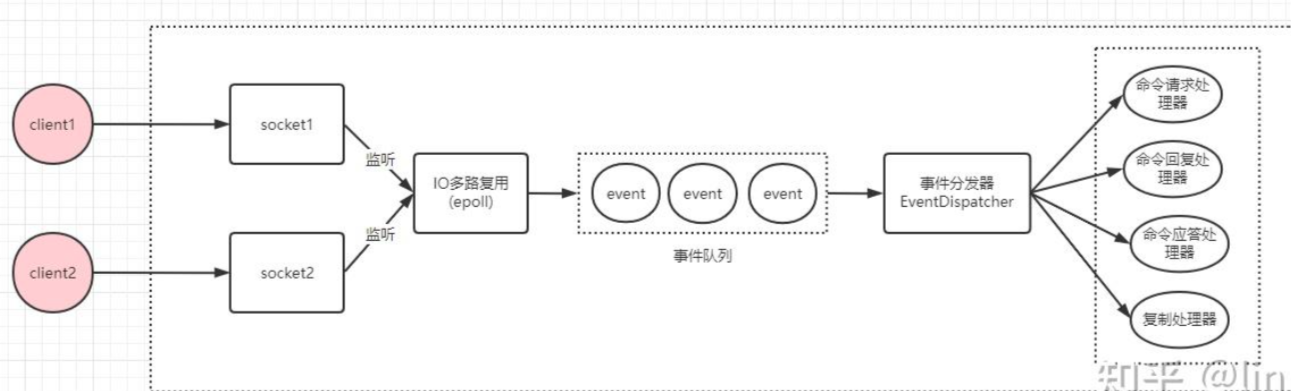 client1
socket1
监听
client2
socket2
监听
IO多路复用
(epoll)
event
event
event
事件队列
事件分发器
EventDispatcher
命令请求处
理器
命令回复处
理器
命令应答处
理器
复制处理器
知乎 @lin